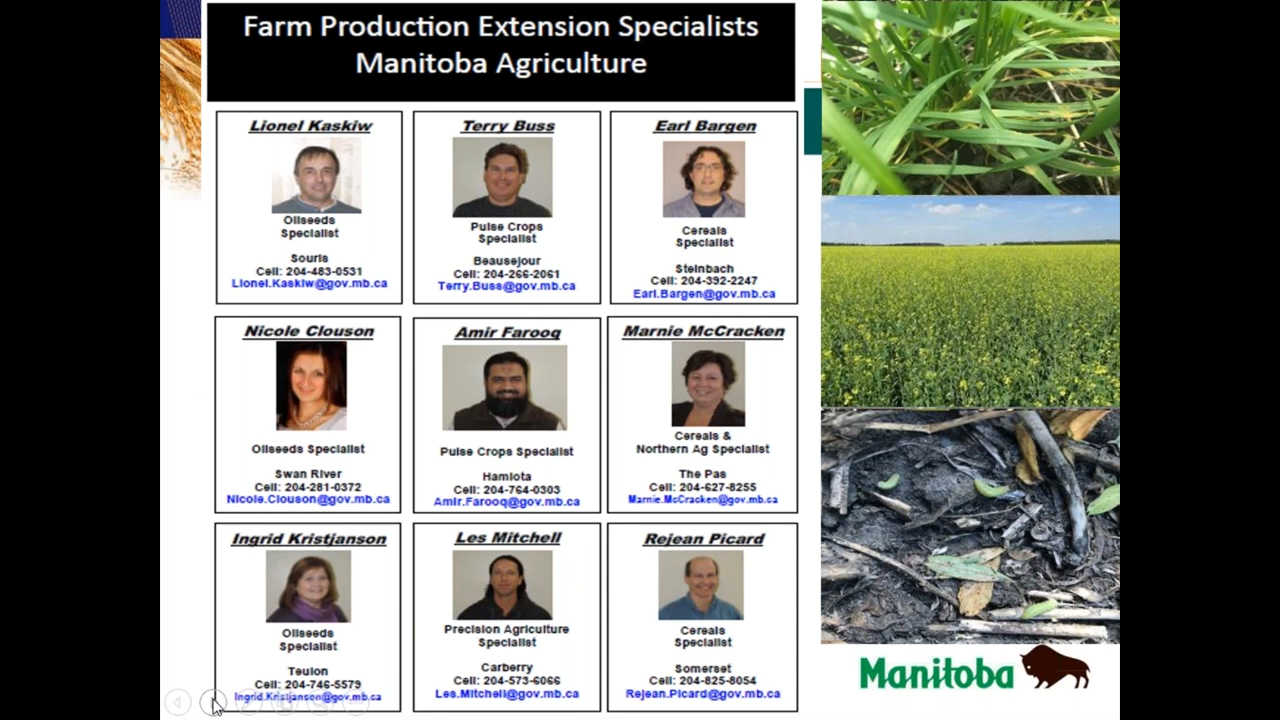 Farm Production Extension Specialists
Manitoba Agriculture
Lionel Kaskiw
Oilseeds
Specialist
Souris
Cell: 204-483-0531
Lionel.Kaskiw@gov.mb.ca
Terry Buss
Pulse Crops
Specialist
Beausejour
Cell: 204-266-2061
Terry.Buss@gov.mb.ca
Earl Bargen
Cereals
Specialist
Steinbach
Cell: 204-392-2247
Earl.Bargen@gov.mb.ca
Nicole Clouson
Oilseeds Specialist
Swan River
Cell: 204-281-0372
Nicole.Clouson@gov.mb.ca
Amir Farooq
Pulse Crops Specialist
Hamiota
Cell: 204-764-0303
Amir.Farooq@gov.mb.ca
Marnie McCracken
Cereals &
Northern Ag Specialist
The Pas
Cell: 204-627-8255
Marnie.McCracken@gov.mb.ca
Ingrid Kristjanson
Oilseeds
Specialist
Teulon
Cell: 204-746-5579
Ingrid.Kristjanson@gov.mb.ca
Les Mitchell
Precision Agriculture
Specialist
Carberry
Cell: 204-573-6066
Les.Mitchell@gov.mb.ca
Rejean Picard
Cereals
Specialist
Somerset
Cell: 204-825-8054
Rejean.Picard@gov.mb.ca
Manitoba